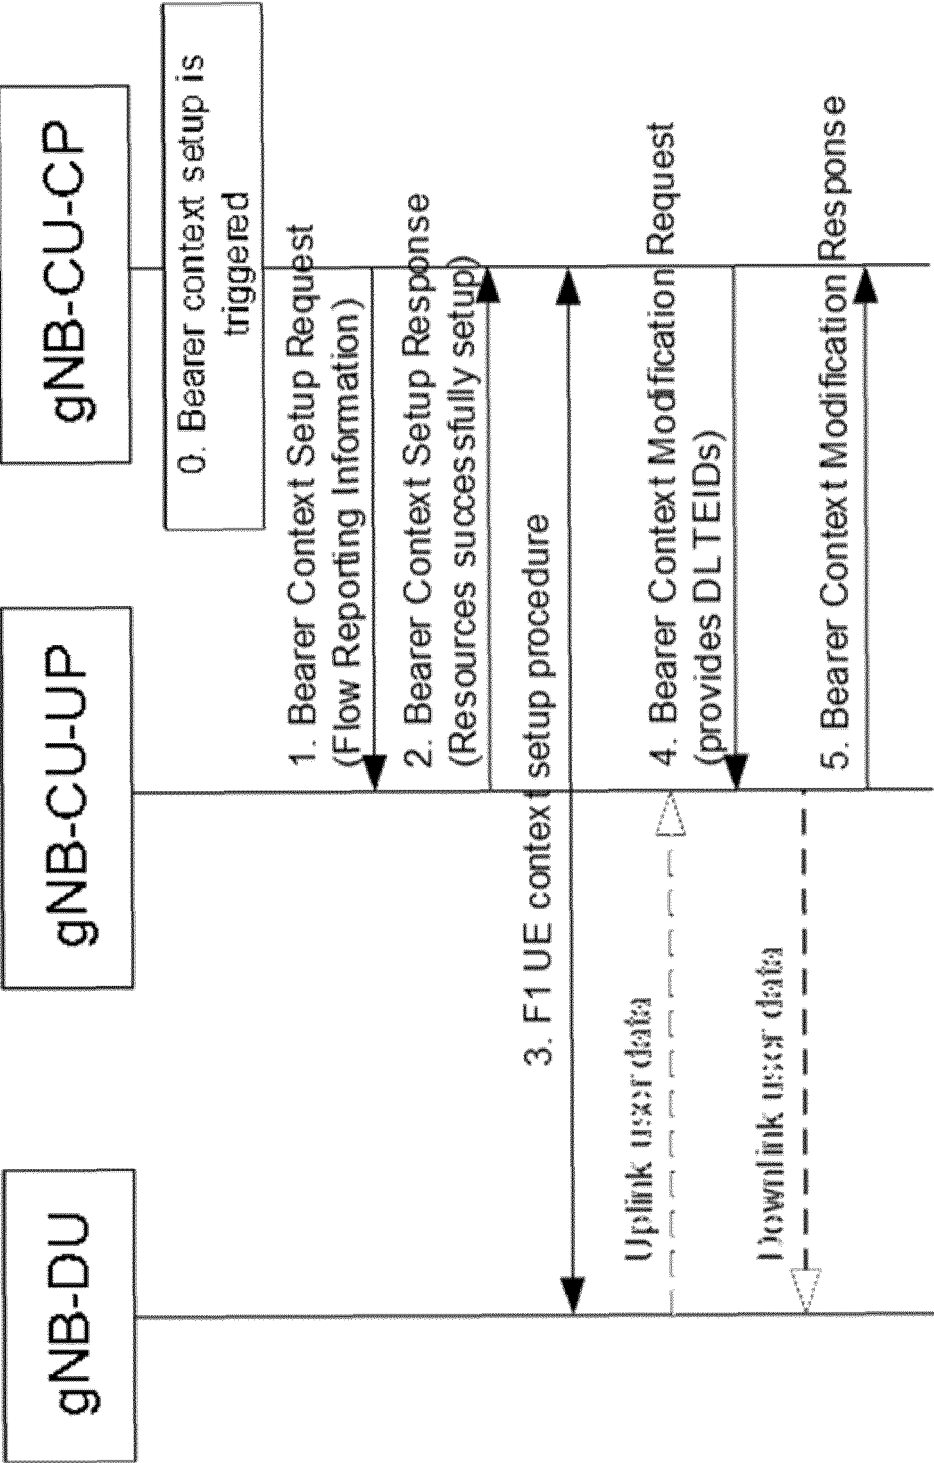 gNB-DU
gNB-CU-UP
gNB-CU-CP
0. Bearer context setup is
triggered
1. Bearer Context Setup Request
(Flow Reporting Information)
2. Bearer Context Setup Response
(Resources successfully setup)
3. F1 UE context setup procedure
Uplink user data
4. Bearer Context Modification Request
(provides DL TEIDs)
Downlink user data
5. Bearer Context Modification Response